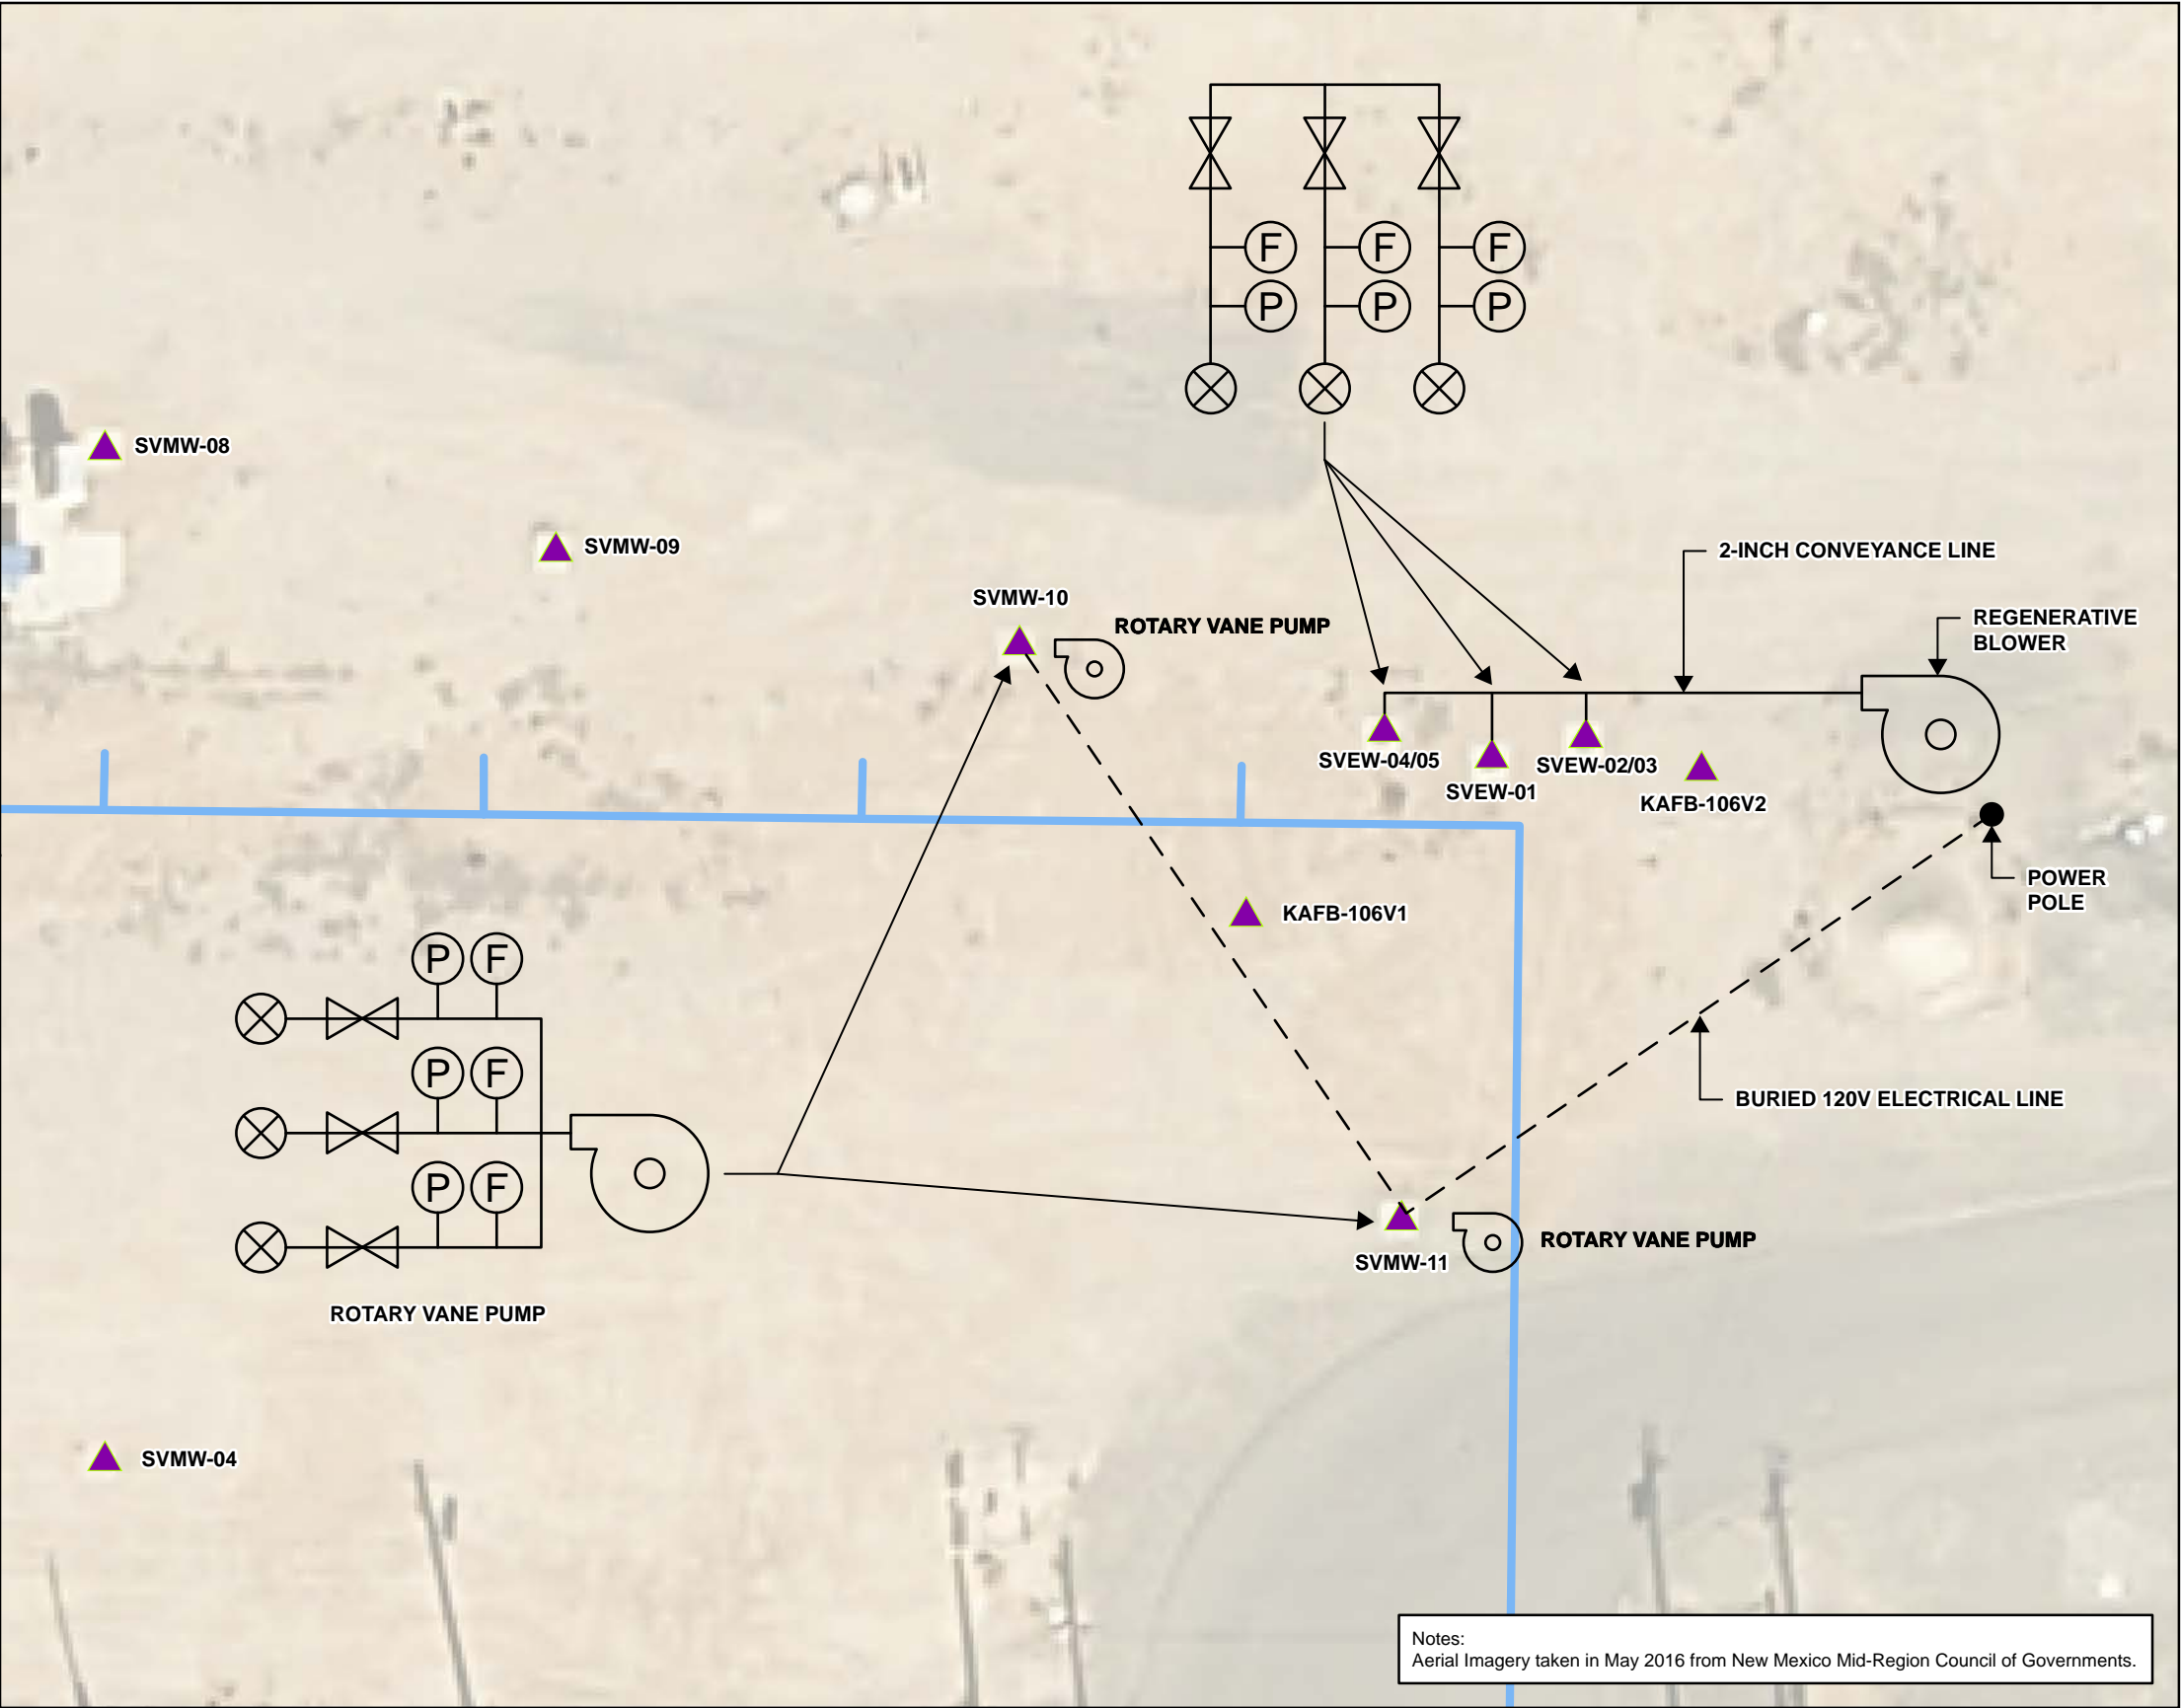 F
F
F
P
P
P
SVMW-08
SVMW-09
2-INCH CONVEYANCE LINE
SVMW-10
ROTARY VANE PUMP
REGENERATIVE
BLOWER
SVEW-04/05
SVEW-01
SVEW-02/03
KAFB-106V2
POWER
POLE
KAFB-106V1
P
F
P
F
BURIED 120V ELECTRICAL LINE
P
F
ROTARY VANE PUMP
SVMW-11
ROTARY VANE PUMP
SVMW-04
Notes:
Aerial Imagery taken in May 2016 from New Mexico Mid-Region Council of Governments.